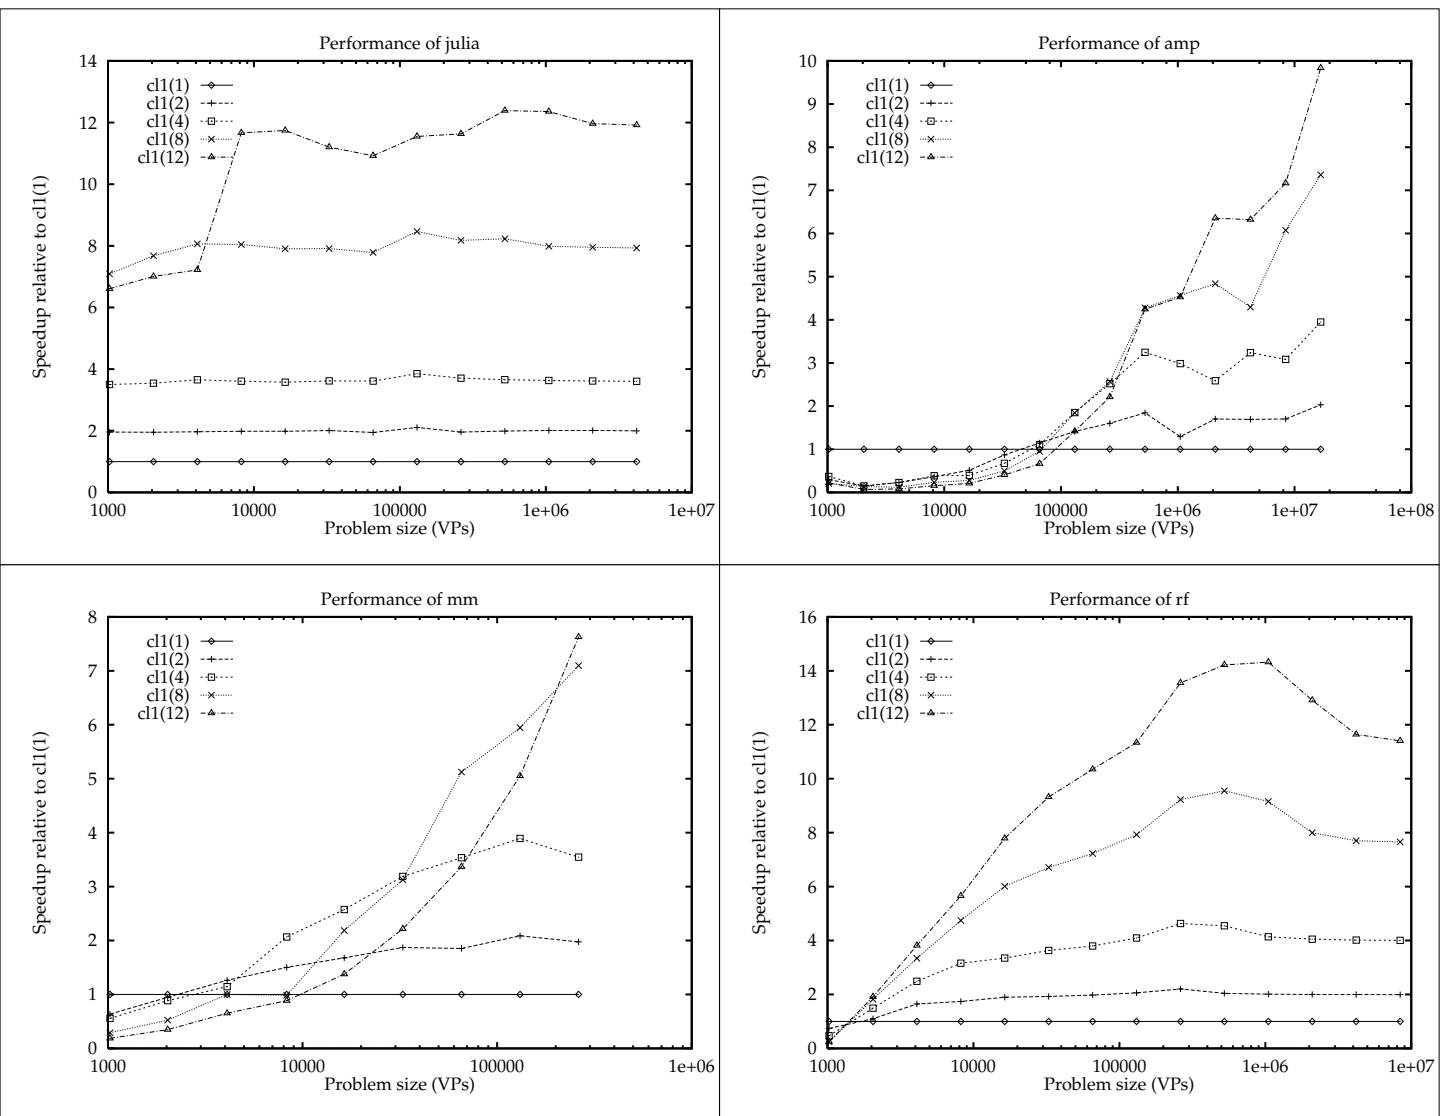 Performance of julia
14
12
10
8
6
4
2
0
1000
10000
100000
1e+06
1e+07
Problem size (VPs)
Speedup relative to cl1(1)
cl1(1)
cl1(2)
cl1(4)
cl1(8)
cl1(12)
Performance of amp
10
9
8
7
6
5
4
3
2
1
0
1000
10000
100000
1e+06
1e+07
1e+08
Problem size (VPs)
Speedup relative to cl1(1)
cl1(1)
cl1(2)
cl1(4)
cl1(8)
cl1(12)
Performance of mm
8
7
6
5
4
3
2
1
0
1000
10000
100000
1e+06
Problem size (VPs)
Speedup relative to cl1(1)
cl1(1)
cl1(2)
cl1(4)
cl1(8)
cl1(12)
Performance of rf
16
14
12
10
8
6
4
2
0
1000
10000
100000
1e+06
1e+07
Problem size (VPs)
Speedup relative to cl1(1)
cl1(1)
cl1(2)
cl1(4)
cl1(8)
cl1(12)